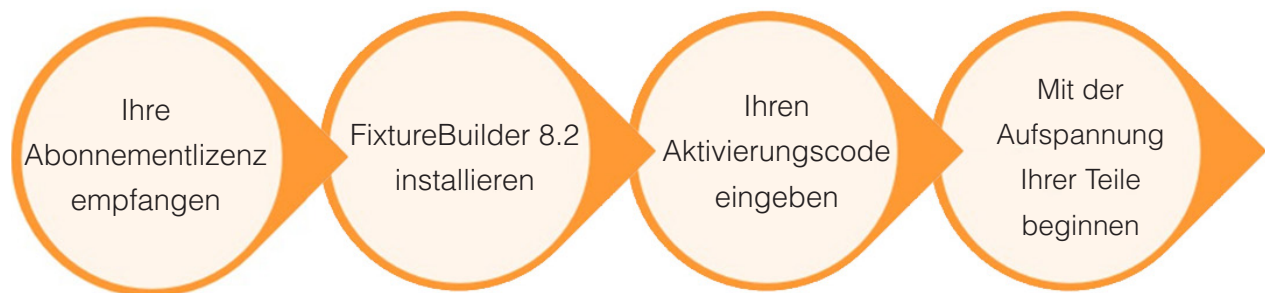 Ihre
Abonnementlizenz
empfangen
FixtureBuilder 8.2
installieren
Ihren
Aktivierungscode
eingeben
Mit der
Aufspannung
Ihrer Teile
beginnen